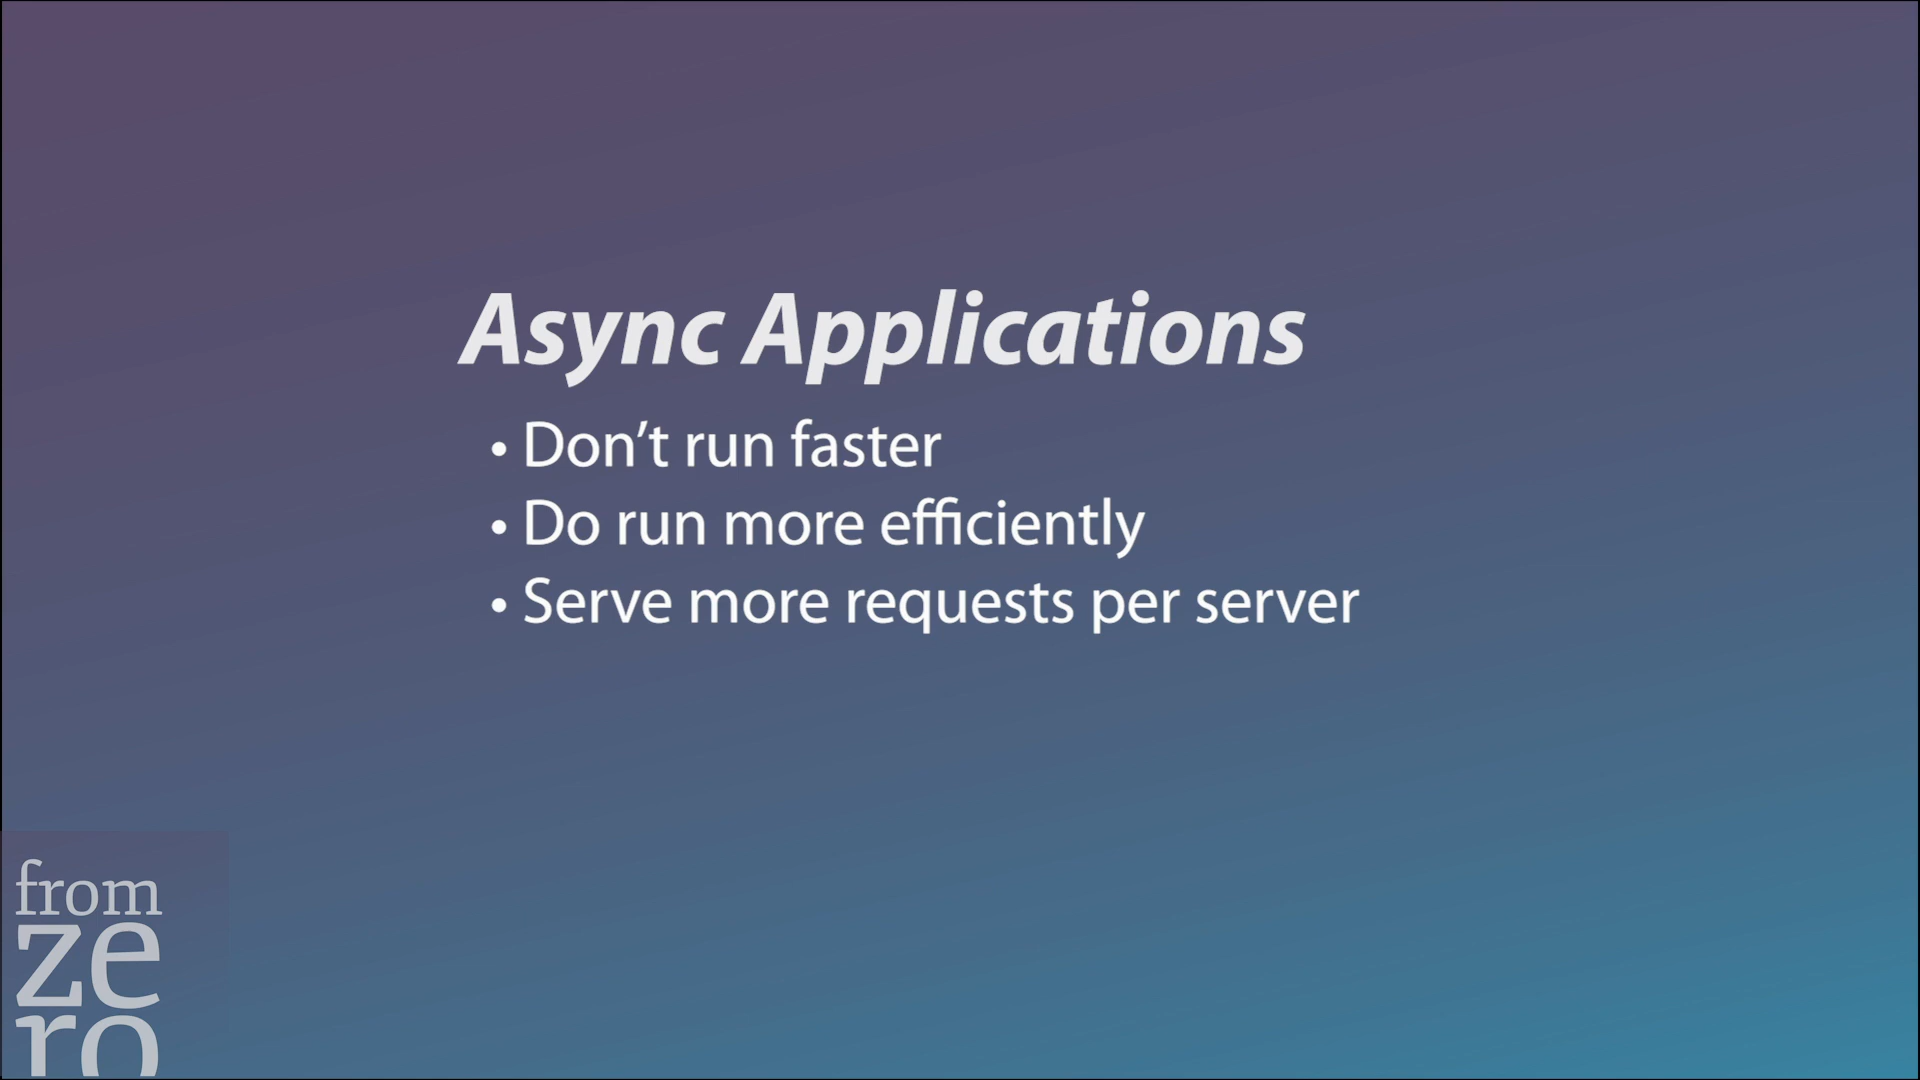 Async Applications
• Don’t run faster
• Do run more efficiently
• Serve more requests per server
from
ze
ro